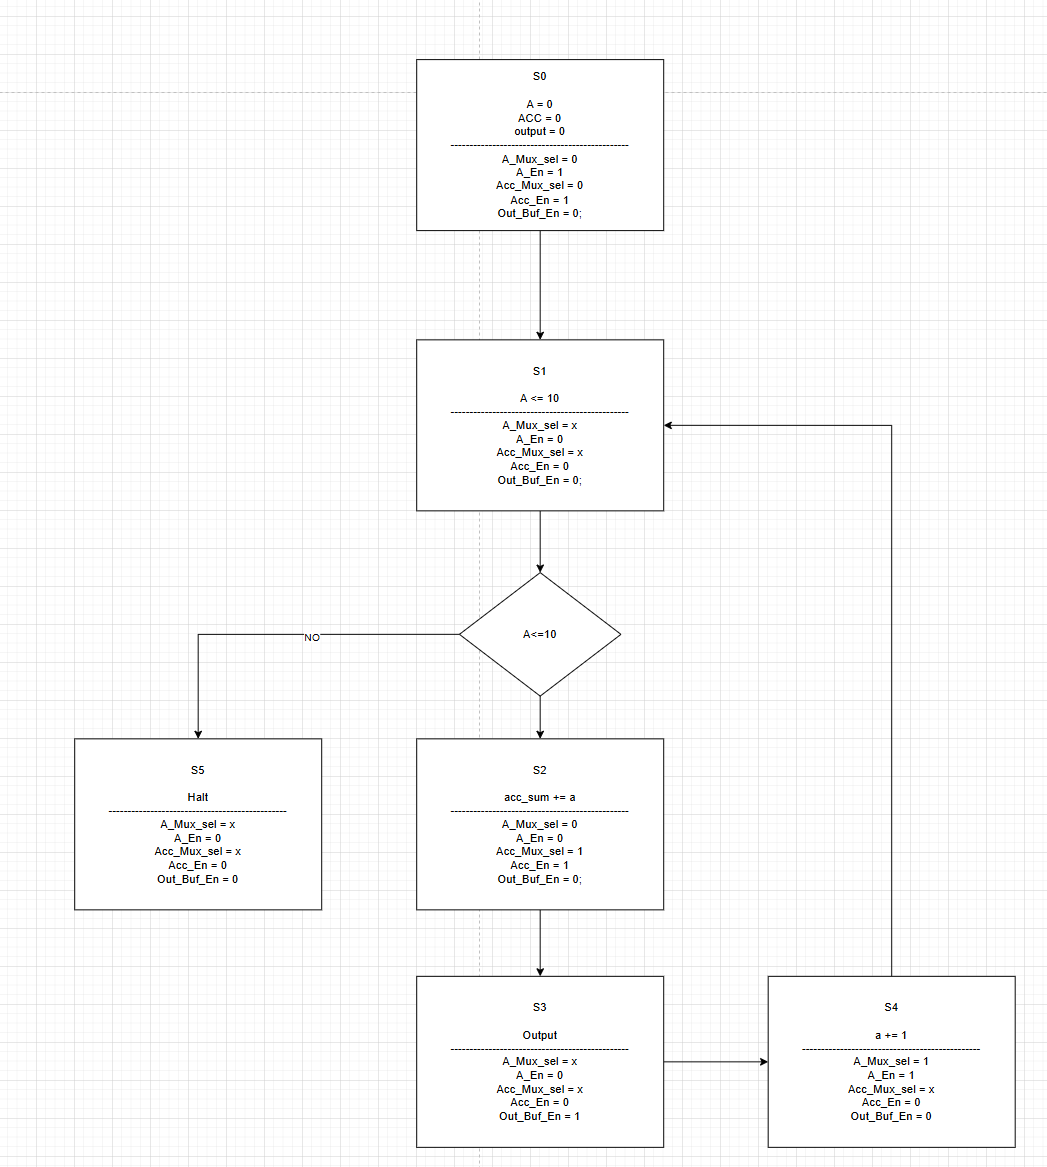 S0
A = 0
ACC = 0
output = 0
-----------------------------------------------
A_Mux_sel = 0
A_En = 1
Acc_Mux_sel = 0
Acc_En = 1
Out_Buf_En = 0;
S1
A <= 10
-----------------------------------------------
A_Mux_sel = x
A_En = 0
Acc_Mux_sel = x
Acc_En = 0
Out_Buf_En = 0;
A<=10
NO
S5
Halt
-----------------------------------------------
A_Mux_sel = x
A_En = 0
Acc_Mux_sel = x
Acc_En = 0
Out_Buf_En = 0
S2
acc_sum += a
-----------------------------------------------
A_Mux_sel = 0
A_En = 0
Acc_Mux_sel = 1
Acc_En = 1
Out_Buf_En = 0;
S3
Output
-----------------------------------------------
A_Mux_sel = x
A_En = 0
Acc_Mux_sel = x
Acc_En = 0
Out_Buf_En = 1
S4
a += 1
-----------------------------------------------
A_Mux_sel = 1
A_En = 1
Acc_Mux_sel = x
Acc_En = 0
Out_Buf_En = 0